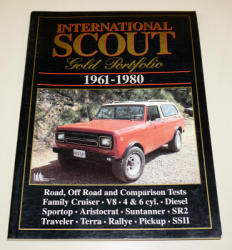 INTERNATIONAL
SCOUT
Gold Portfolio
1961-1980
Road, Off Road and Comparison Tests
Family Cruiser • V8 • 4 & 6 cyl. • Diesel
Sportop • Aristocrat • Suntanner • SR2
Traveler • Terra • Rallye • Pickup • SSII